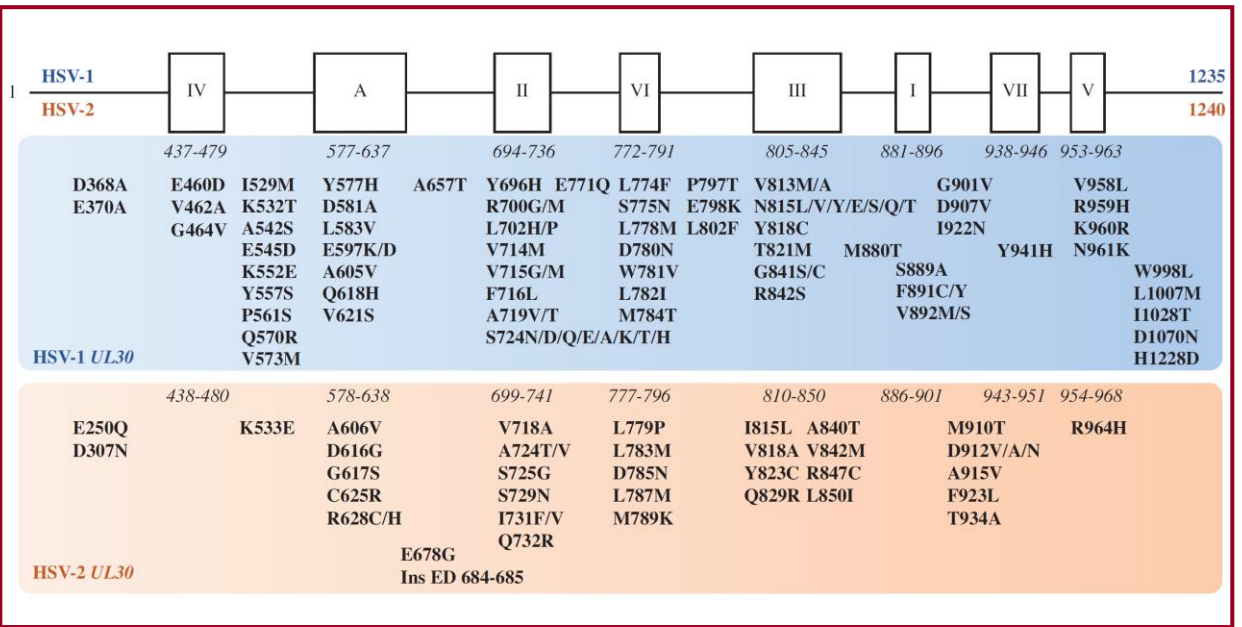 HSV-1 1235
1 IV A II VI III I VII V
HSV-2 1240
437-479 577-637 694-736 772-791 805-845 881-896 938-946 953-963
D368A E460D I529M Y577H A657T Y696H E771Q L774F P797T V813M/A G901V V958L
E370A V462A K532T D581A R700G/M S775N E798K N815L/V/Y/E/S/Q/T D907V R959H
G464V A542S L583V L702H/P L778M L802F Y818C I922N K960R
E545D E597K/D V714M D780N T821M M880T Y941H N961K
K552E A605V V715G/M W781V G841S/C S889A W998L
Y557S Q618H F716L L782I R842S F891C/Y L1007M
P561S V621S A719V/T M784T V892M/S I1028T
Q570R S724N/D/Q/E/A/K/T/H D1070N
HSV-1 UL30 V573M H1228D
438-480 578-638 699-741 777-796 810-850 886-901 943-951 954-968
E250Q K533E A606V V718A L779P I815L A840T M910T R964H
D307N D616G A724T/V L783M V818A V842M D912V/A/N
G617S S725G D785N Y823C R847C A915V
C625R S729N L787M Q829R L850I F923L
R628C/H I731F/V M789K T934A
Q732R
E678G
HSV-2 UL30 Ins ED 684-685